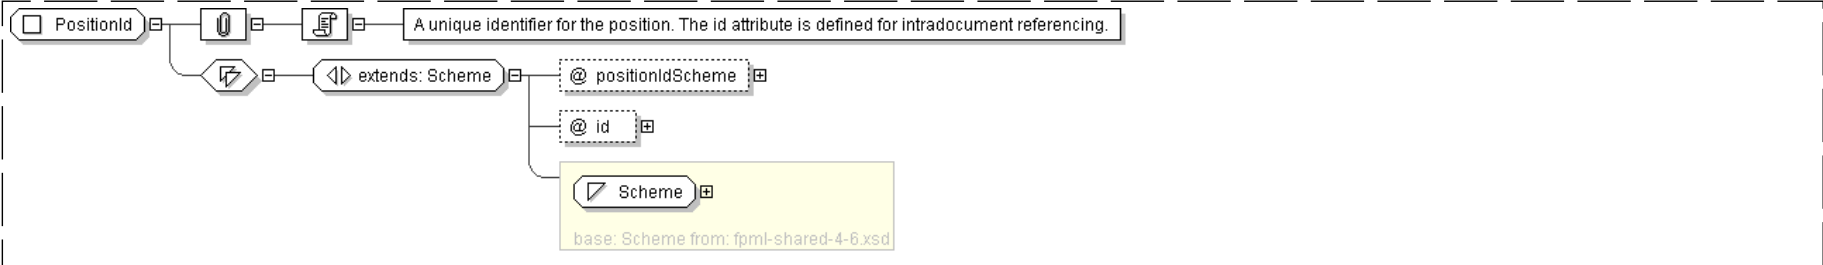 PositionId
A unique identifier for the position. The id attribute is defined for intradocument referencing.
extends: Scheme
@ positionIdScheme
@ id
Scheme
base: Scheme from: fpml-shared-4-6.xsd